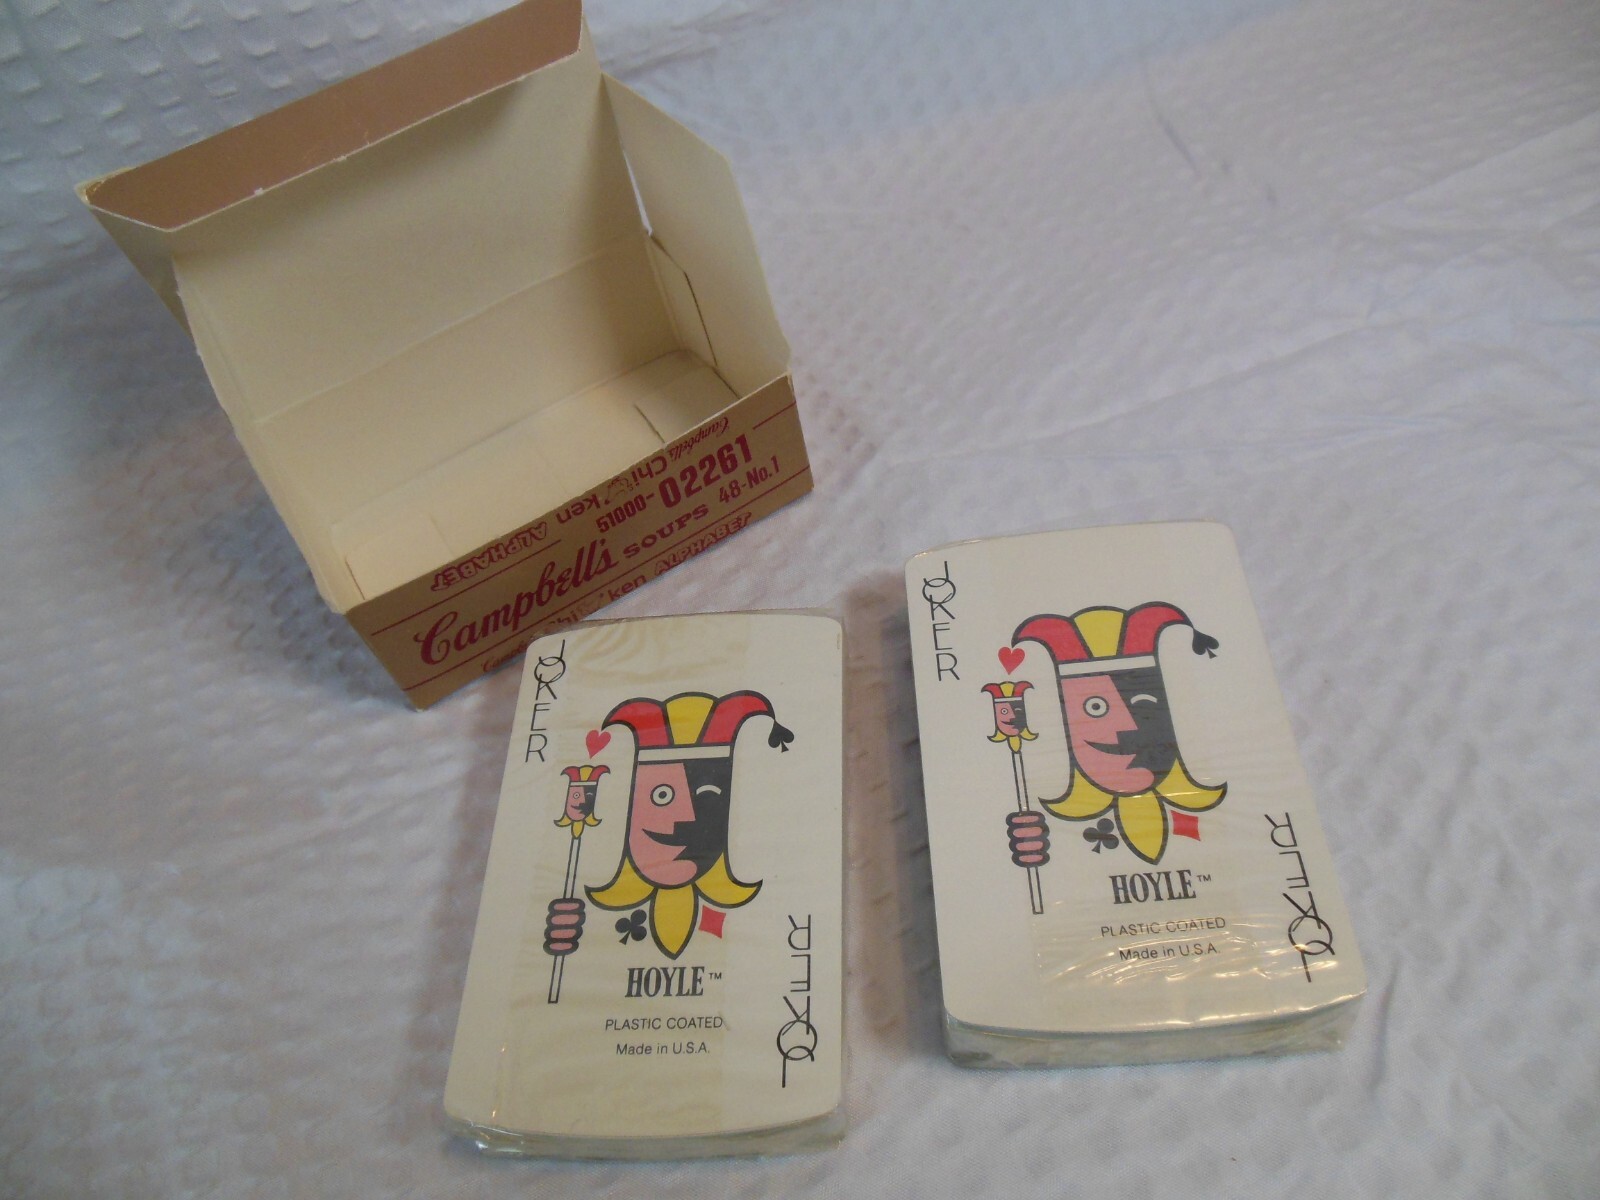 Campbell's Chi ken
ALPHABET
51000-02261
48-No.1
Campbell's SOUPS
Campbell's Chi ken ALPHABET
JOKER
HOYLE™
PLASTIC COATED
Made in U.S.A.
JOKER
JOKER
HOYLE™
PLASTIC COATED
Made in U.S.A.
JOKER